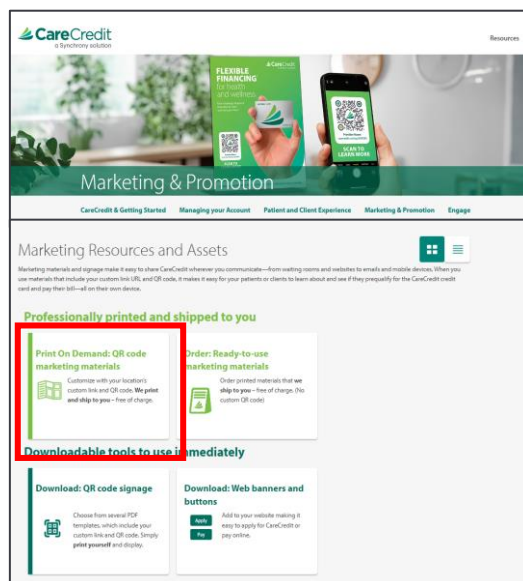 CareCredit
a Synchrony solution
Resources
CareCredit
FLEXIBLE
FINANCING
for health
and wellness
SCAN TO
LEARN MORE
Marketing & Promotion
CareCredit & Getting Started Managing your Account Patient and Client Experience Marketing & Promotion Engage
Marketing Resources and Assets
Marketing materials and signage make it easy to share CareCredit wherever you communicate—from waiting rooms and websites to emails and mobile devices. When you
use materials that include your custom link URL and QR code, it makes it easy for your patients or clients to learn about and see if they prequalify for the CareCredit credit
card and pay their bill—all on their own device.
Professionally printed and shipped to you
Print On Demand: QR code
marketing materials
Customize with your location's
custom link and QR code. We print
and ship to you – free of charge.
Order: Ready-to-use
marketing materials
Order printed materials that we
ship to you – free of charge. (No
custom QR code)
Downloadable tools to use immediately
Download: QR code signage
Choose from several PDF
templates, which include your
custom link and QR code. Simply
print yourself and display.
Download: Web banners and
buttons
Apply
Pay
Add to your website making it
easy to apply for CareCredit or
pay online.